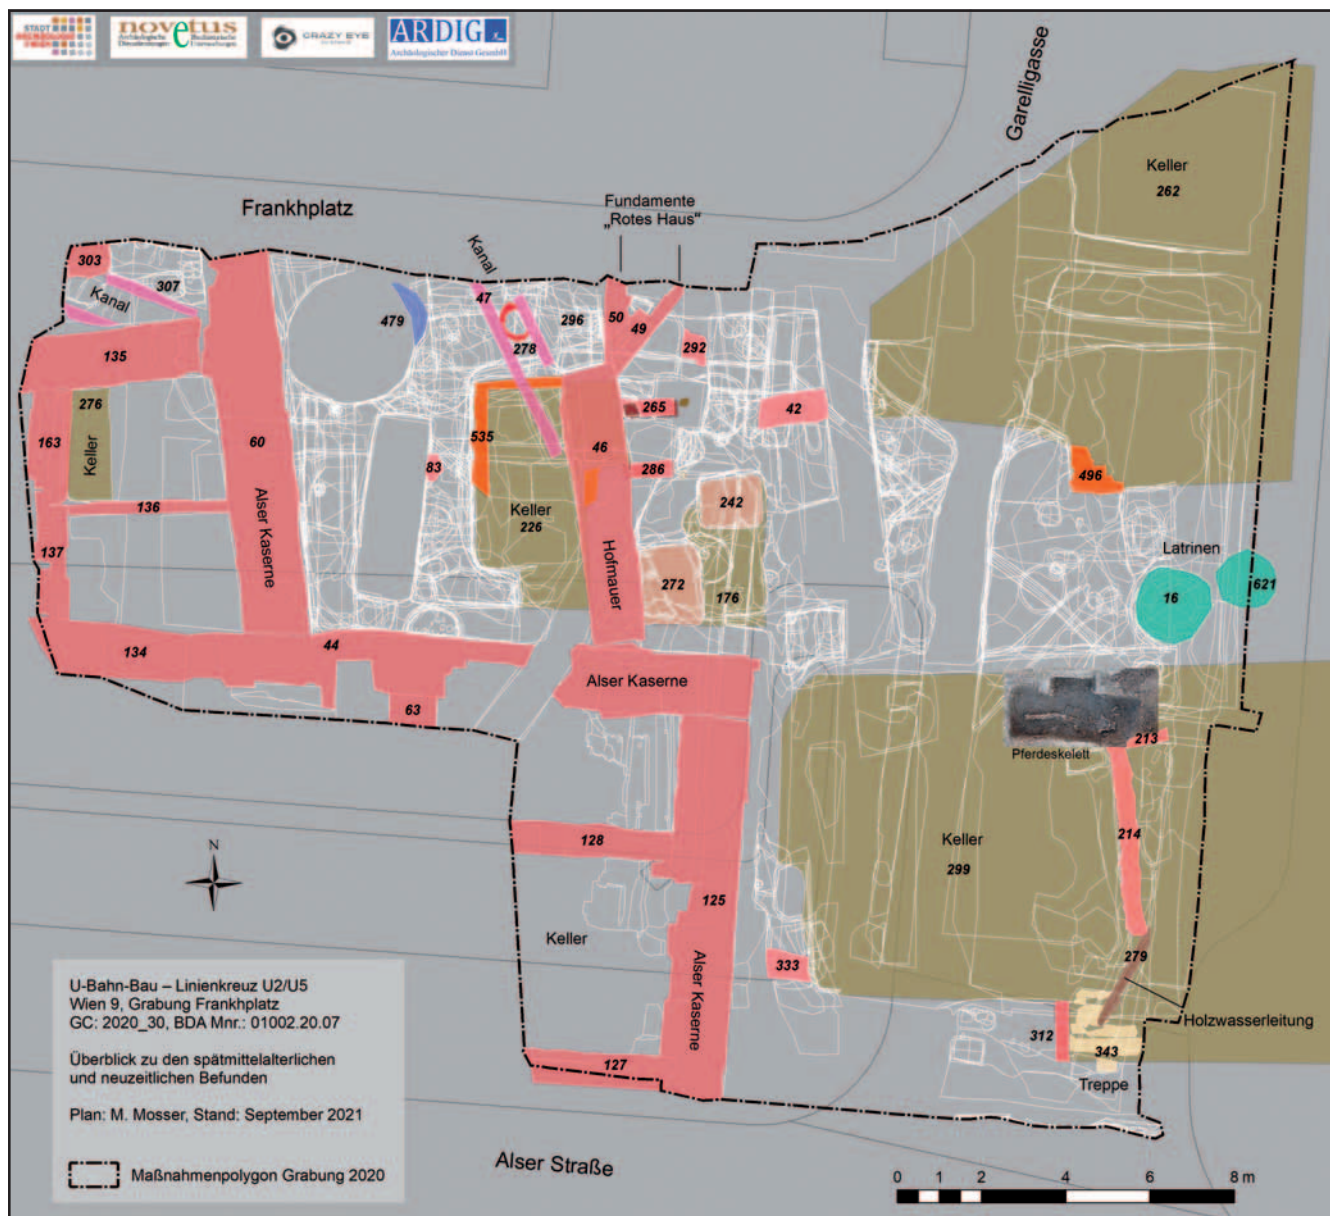 STADT
ARCHÄOLOGIE
WIEN
novetus
CRAZY EYE
ARDIG
Archäologischer Dienst GesmbH
Garelligasse
Keller
262
Frankhplatz
Fundamente
„Rotes Haus“
Kanal
303
307
Kanal
47
479
278
296
50
49
292
135
276
163
Keller
60
Alser Kaserne
535
83
46
265
286
42
496
136
137
Keller
226
242
Hofmauer
272
176
Latrinen
16
621
134
44
63
Alser Kaserne
Pferdeskelett
213
214
128
125
Keller
299
Keller
Alser Kaserne
333
279
Holzwasserleitung
312
343
Treppe
127
N
U-Bahn-Bau – Linienkreuz U2/U5
Wien 9, Grabung Frankhplatz
GC: 2020_30, BDA Mnr.: 01002.20.07
Überblick zu den spätmittelalterlichen
und neuzeitlichen Befunden
Plan: M. Mosser, Stand: September 2021
Maßnahmenpolygon Grabung 2020
Alser Straße
0 2 4 6 8 m